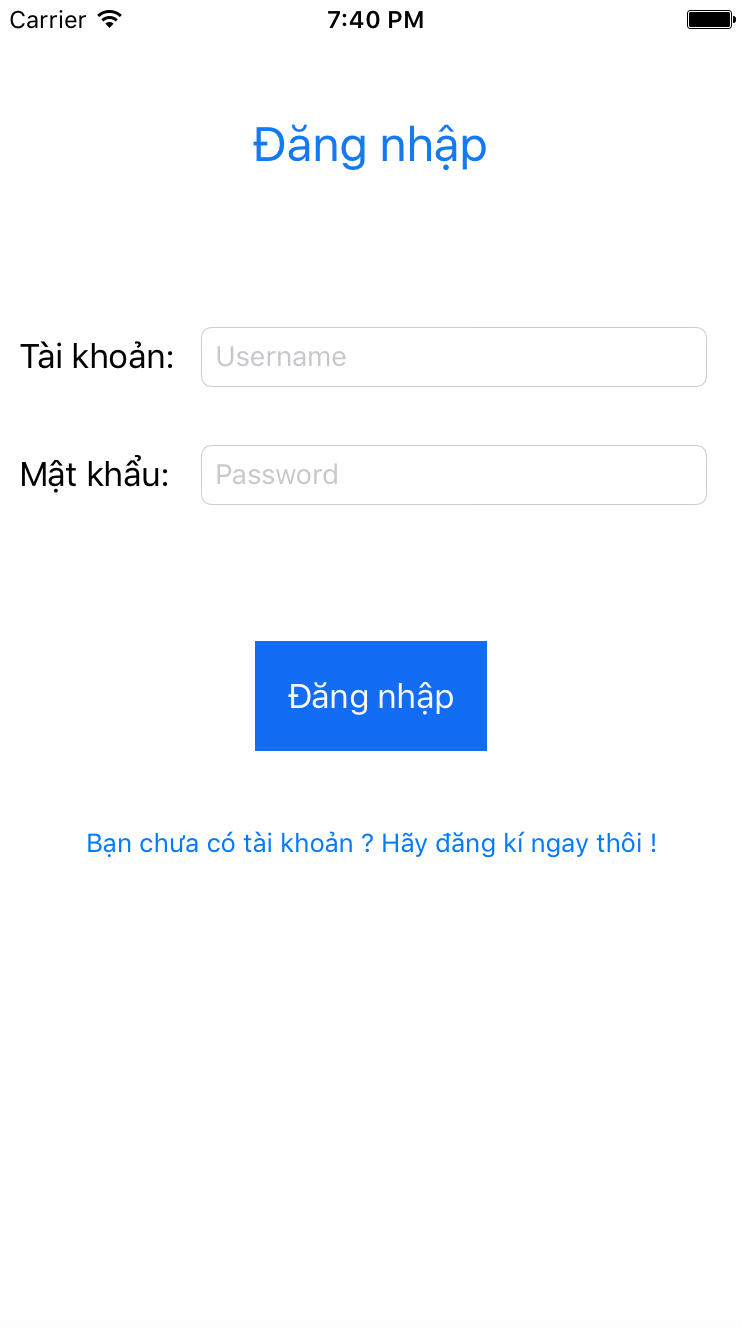 Carrier 7:40 PM
Đăng nhập
Tài khoản: Username
Mật khẩu: Password
Đăng nhập
Bạn chưa có tài khoản ? Hãy đăng kí ngay thôi !